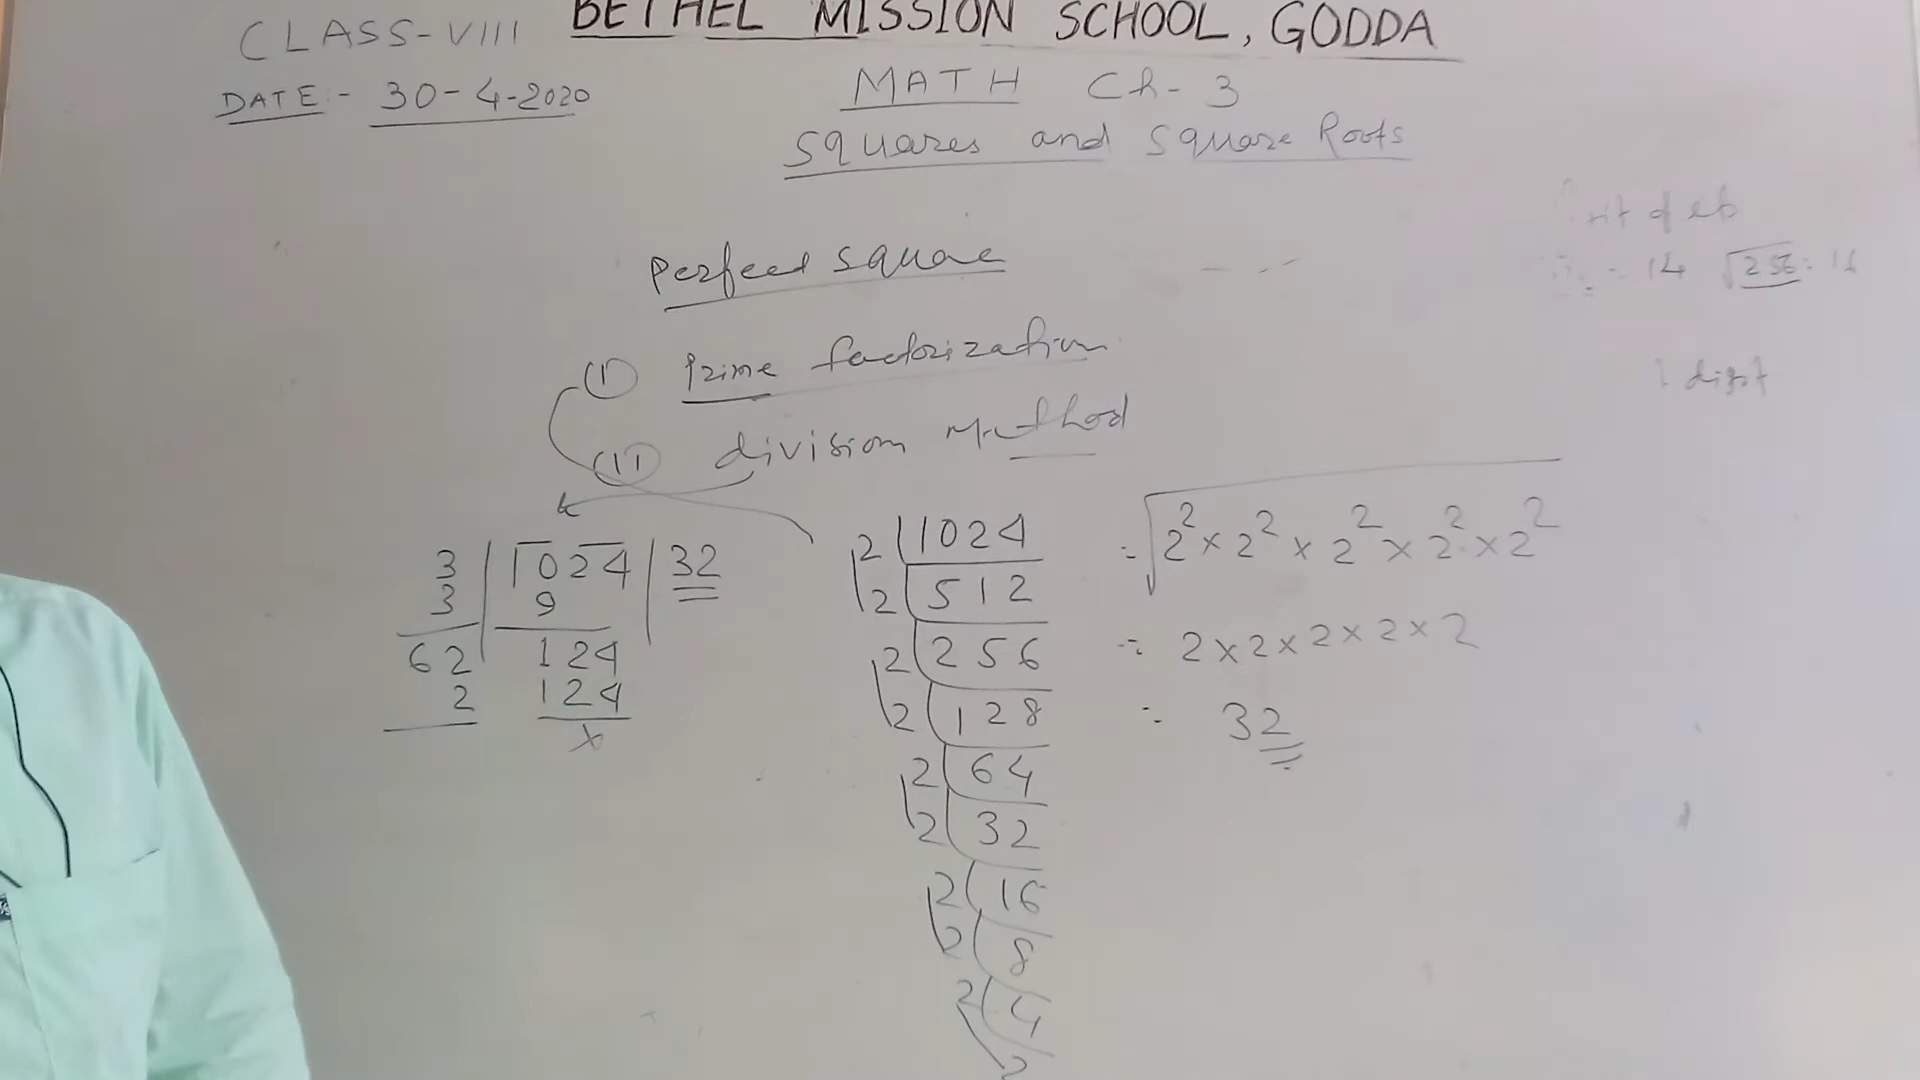 CLASS-VIII BETHEL MISSION SCHOOL, GODDA
DATE:- 30-4-2020
MATH Ch-3
Squares and Square Roots
Perfect Square
(I) Prime factorization
(II) division Method
3 | 1024 | 32
3 9
62 124
2 124
x
2 | 1024
2 | 512
2 | 256
2 | 128
2 | 64
2 | 32
2 | 16
2 | 8
2 | 4
2
= √2² × 2² × 2² × 2² × 2²
= 2 × 2 × 2 × 2 × 2
= 32
14 √256 =
digit